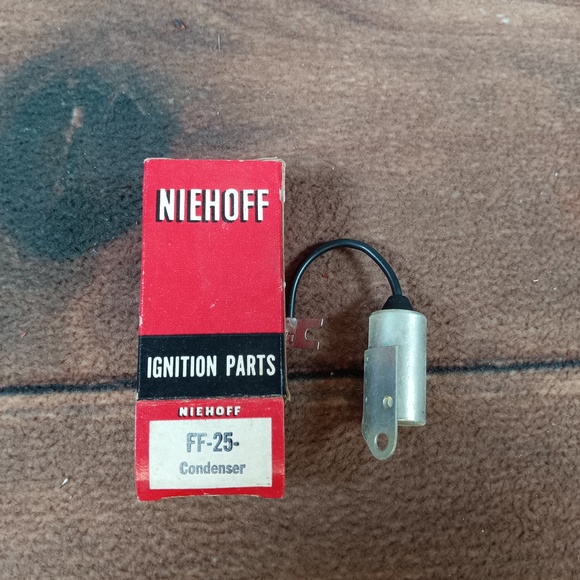 NIEHOFF
IGNITION PARTS
NIEHOFF
FF-25-
Condenser